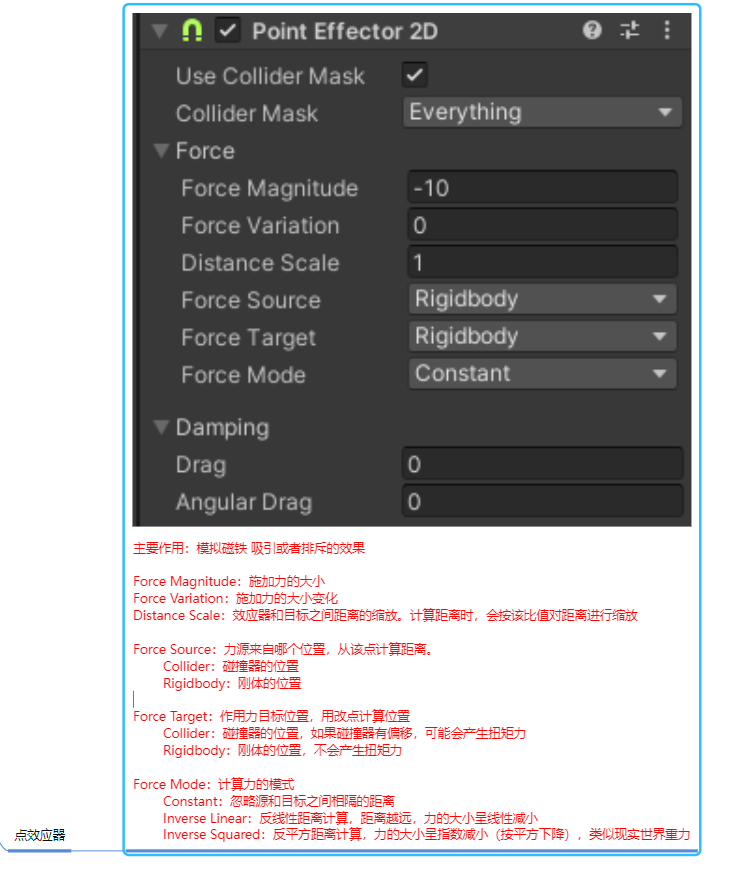 Point Effector 2D
Use Collider Mask
Collider Mask Everything
Force
Force Magnitude -10
Force Variation 0
Distance Scale 1
Force Source Rigidbody
Force Target Rigidbody
Force Mode Constant
Damping
Drag 0
Angular Drag 0
主要作用：模拟磁铁 吸引或者排斥的效果
Force Magnitude：施加力的大小
Force Variation：施加力的大小变化
Distance Scale：效应器和目标之间距离的缩放。计算距离时，会按该比值对距离进行缩放
Force Source：力源来自哪个位置，从该点计算距离。
Collider：碰撞器的位置
Rigidbody：刚体的位置
Force Target：作用力目标位置，用改点计算位置
Collider：碰撞器的位置，如果碰撞器有偏移，可能会产生扭矩力
Rigidbody：刚体的位置，不会产生扭矩力
Force Mode：计算力的模式
Constant：忽略源和目标之间相隔的距离
Inverse Linear：反线性距离计算，距离越远，力的大小呈线性减小
Inverse Squared：反平方距离计算，力的大小呈指数减小（按平方下降），类似现实世界重力
点效应器